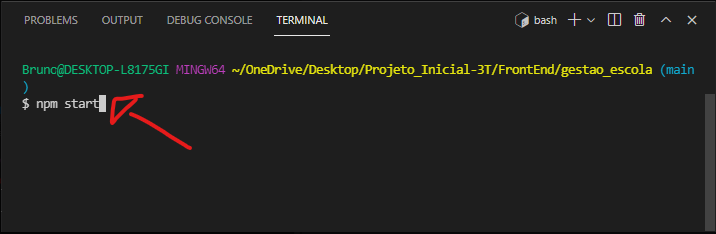 PROBLEMS OUTPUT DEBUG CONSOLE TERMINAL bash
Bruno@DESKTOP-L8175GI MINGW64 ~/OneDrive/Desktop/Projeto_Inicial-3T/FrontEnd/gestao_escola (main
)
$ npm start